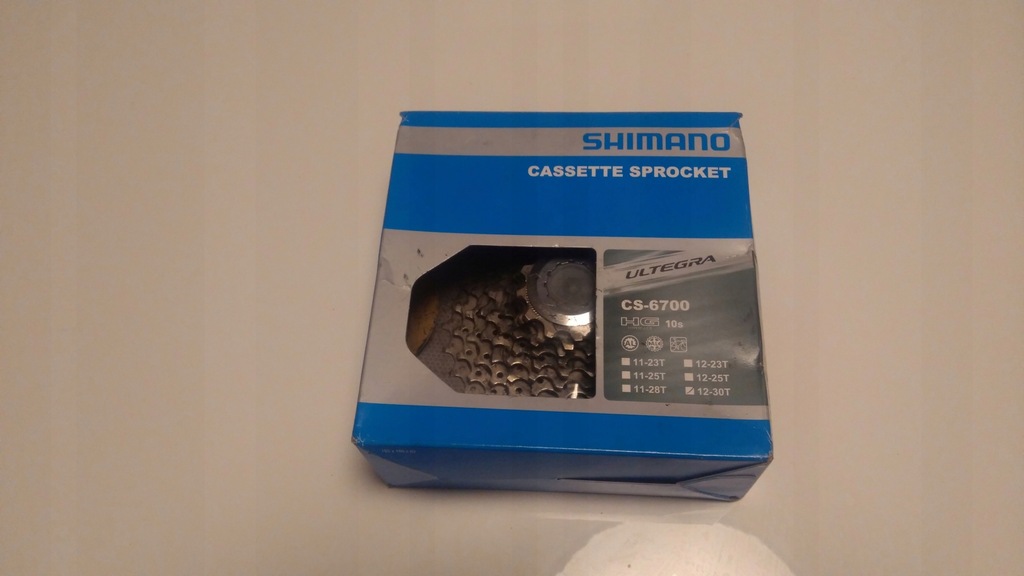 SHIMANO
CASSETTE SPROCKET
ULTEGRA
CS-6700
HG 10s
11-23T 12-23T
11-25T 12-25T
11-28T 12-30T